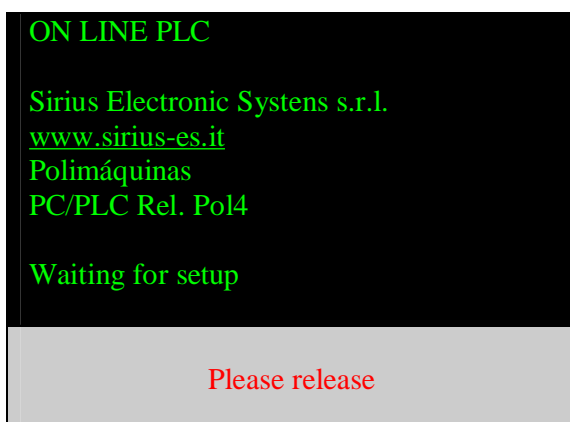 ON LINE PLC
Sirius Electronic Systens s.r.l.
www.sirius-es.it
Polimáquinas
PC/PLC Rel. Pol4
Waiting for setup
Please release